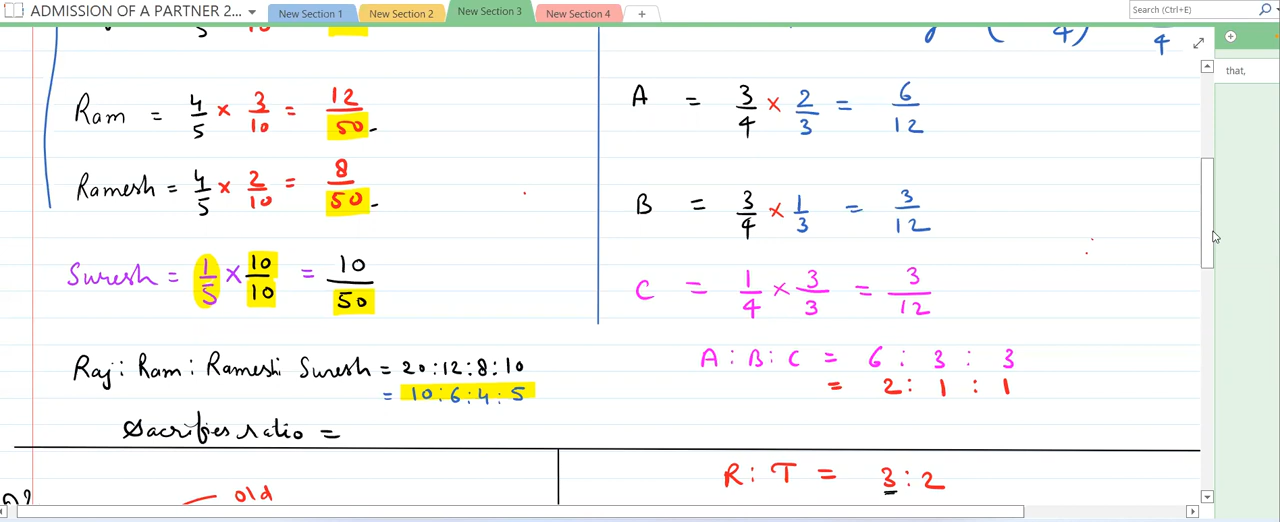 ADMISSION OF A PARTNER 2... New Section 1 New Section 2 New Section 3 New Section 4 + Search (Ctrl+E)
that,
5 10
Ram = 4/5 × 3/10 = 12/50
Ramesh = 4/5 × 2/10 = 8/50
Suresh = 1/5 × 10/10 = 10/50
Raj : Ram : Ramesh : Suresh = 20:12:8:10
= 10:6:4:5
Sacrifies ratio =
old
4) 4
A = 3/4 × 2/3 = 6/12
B = 3/4 × 1/3 = 3/12
C = 1/4 × 3/3 = 3/12
A : B : C = 6 : 3 : 3
= 2 : 1 : 1
R : T = 3 : 2